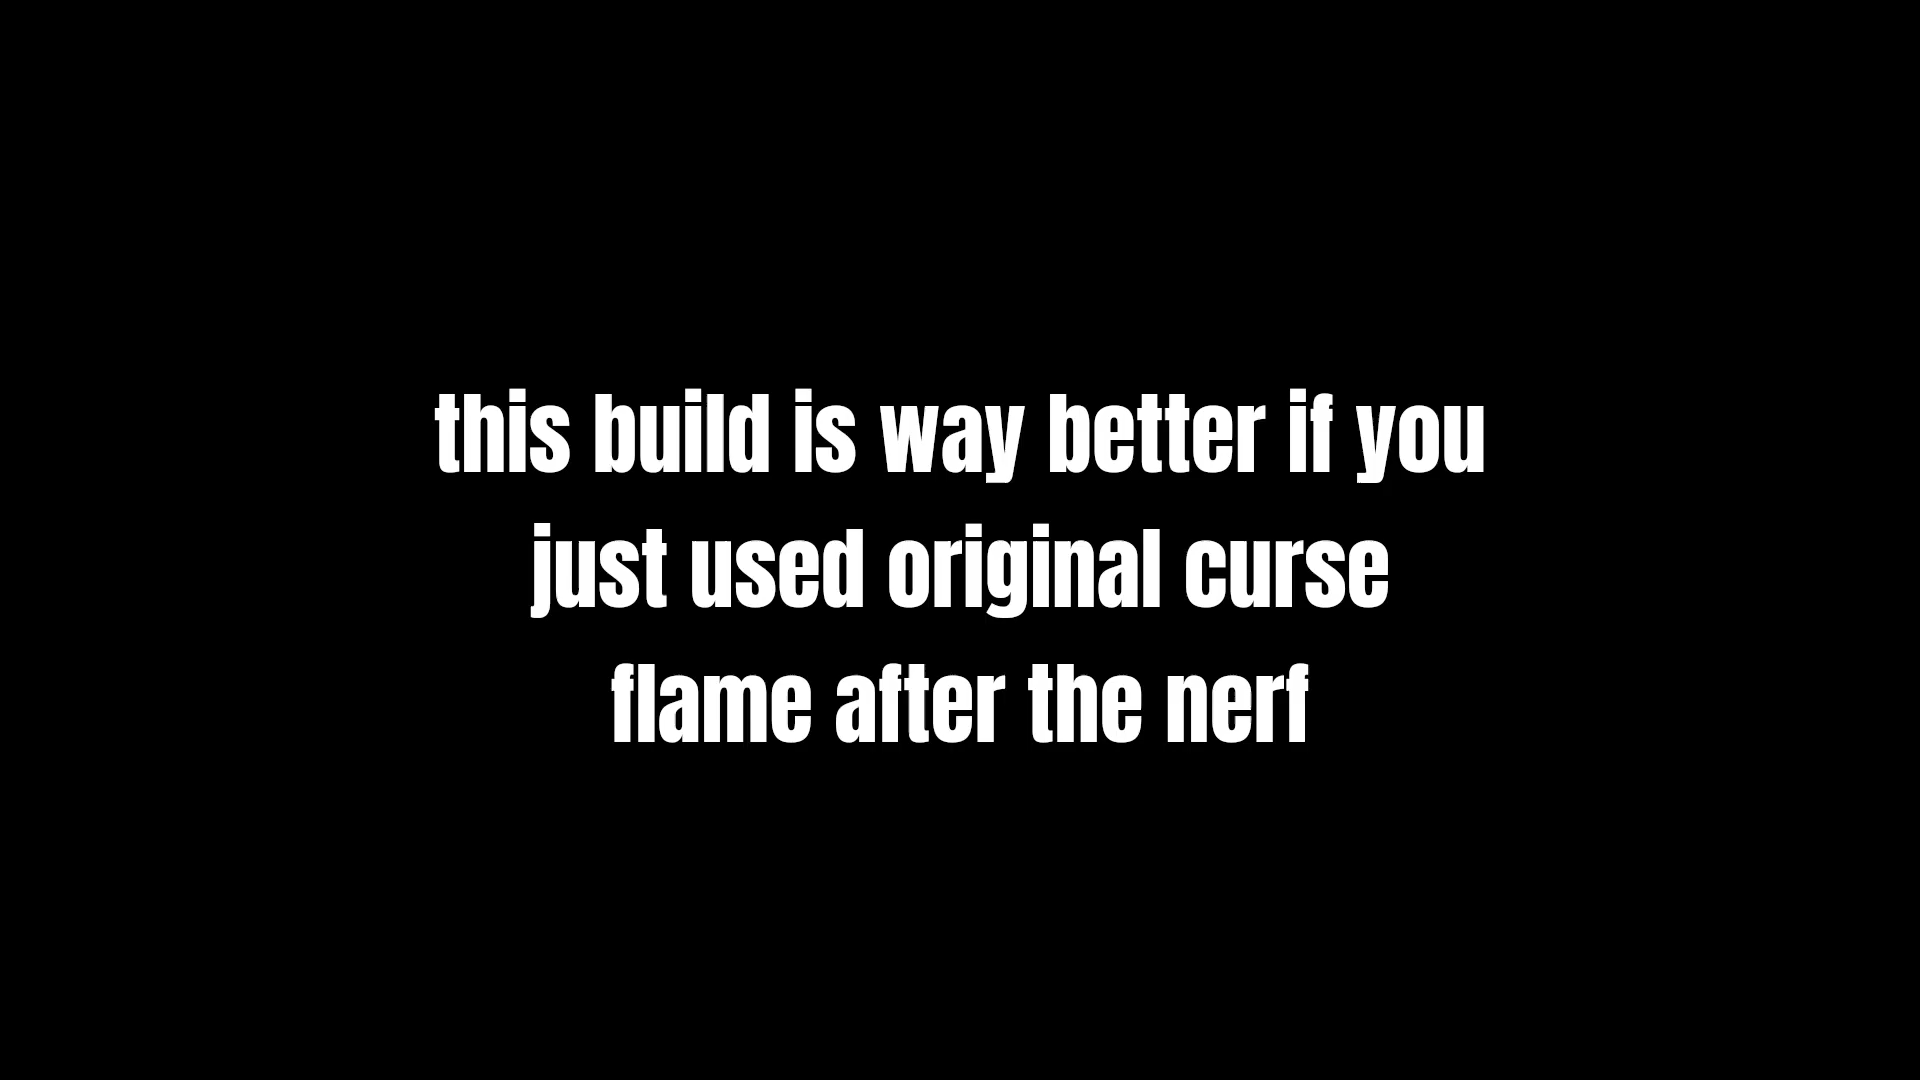 this build is way better if you
just used original curse
flame after the nerf